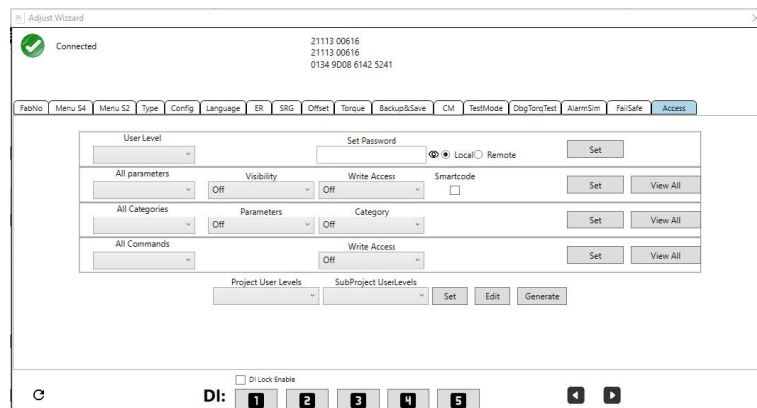 Adjust Wizzard
Connected
21113 00616
21113 00616
0134 9D08 6142 5241
FabNo Menu S4 Menu S2 Type Config Language ER SRG Offset Torque Backup&Save CM TestMode DbgTorqTest AlarmSim FailSafe Access
User Level Set Password
Local Remote Set
All parameters Visibility Write Access Smartcode
Off Off Set View All
All Categories Parameters Category
Off Off Set View All
All Commands Write Access
Off Set View All
Project User Levels SubProject UserLevels
Set Edit Generate
DI Lock Enable
DI: 1 2 3 4 5